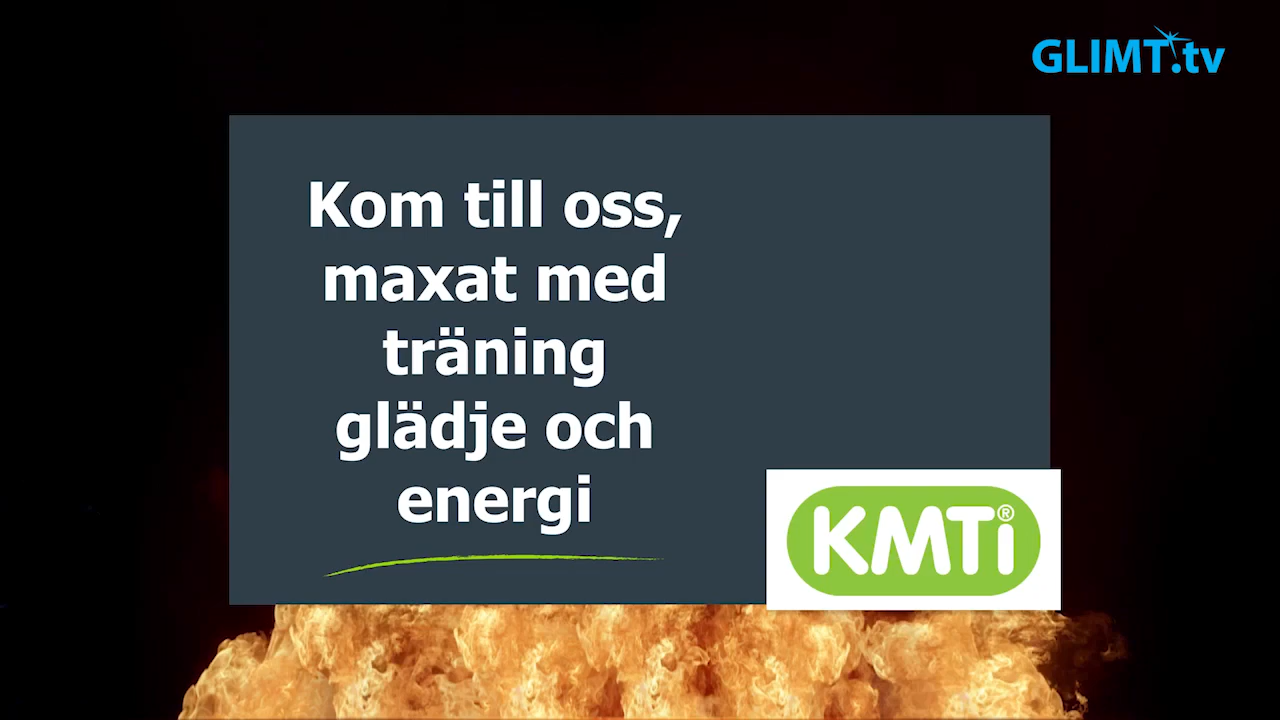 GLIMT.tv
Kom till oss,
maxat med
träning
glädje och
energi
KMTi®